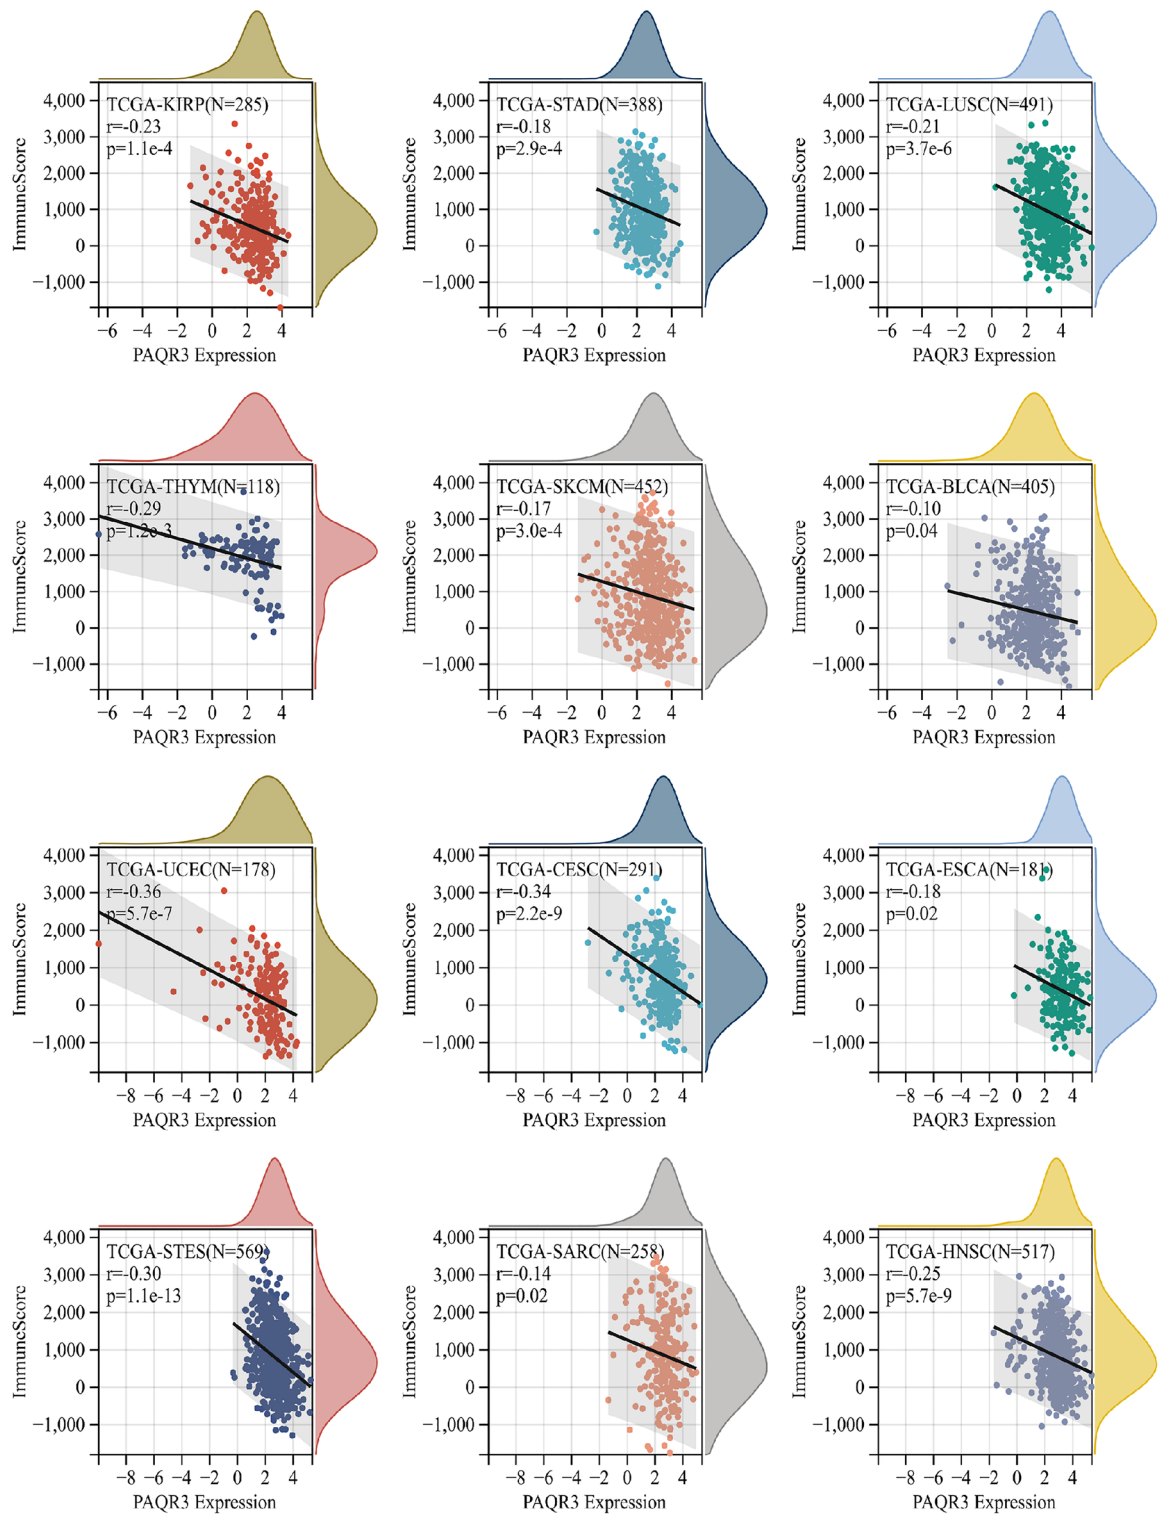 TCGA-KIRP(N=285)
r=-0.23
p=1.1e-4
ImmuneScore
4,000
3,000
2,000
1,000
0
−1,000
−6 −4 −2 0 2 4
PAQR3 Expression
TCGA-STAD(N=388)
r=-0.18
p=2.9e-4
ImmuneScore
4,000
3,000
2,000
1,000
0
−1,000
−6 −4 −2 0 2 4
PAQR3 Expression
TCGA-LUSC(N=491)
r=-0.21
p=3.7e-6
ImmuneScore
4,000
3,000
2,000
1,000
0
−1,000
−6 −4 −2 0 2 4
PAQR3 Expression
TCGA-THYM(N=118)
r=-0.29
p=1.2e-3
ImmuneScore
4,000
3,000
2,000
1,000
0
−1,000
−6 −4 −2 0 2 4
PAQR3 Expression
TCGA-SKCM(N=452)
r=-0.17
p=3.0e-4
ImmuneScore
4,000
3,000
2,000
1,000
0
−1,000
−6 −4 −2 0 2 4
PAQR3 Expression
TCGA-BLCA(N=405)
r=-0.10
p=0.04
ImmuneScore
4,000
3,000
2,000
1,000
0
−1,000
−6 −4 −2 0 2 4
PAQR3 Expression
TCGA-UCEC(N=178)
r=-0.36
p=5.7e-7
ImmuneScore
4,000
3,000
2,000
1,000
0
−1,000
−8 −6 −4 −2 0 2 4
PAQR3 Expression
TCGA-CESC(N=291)
r=-0.34
p=2.2e-9
ImmuneScore
4,000
3,000
2,000
1,000
0
−1,000
−8 −6 −4 −2 0 2 4
PAQR3 Expression
TCGA-ESCA(N=181)
r=-0.18
p=0.02
ImmuneScore
4,000
3,000
2,000
1,000
0
−1,000
−8 −6 −4 −2 0 2 4
PAQR3 Expression
TCGA-STES(N=569)
r=-0.30
p=1.1e-13
ImmuneScore
4,000
3,000
2,000
1,000
0
−1,000
−8 −6 −4 −2 0 2 4
PAQR3 Expression
TCGA-SARC(N=258)
r=-0.14
p=0.02
ImmuneScore
4,000
3,000
2,000
1,000
0
−1,000
−8 −6 −4 −2 0 2 4
PAQR3 Expression
TCGA-HNSC(N=517)
r=-0.25
p=5.7e-9
ImmuneScore
4,000
3,000
2,000
1,000
0
−1,000
−8 −6 −4 −2 0 2 4
PAQR3 Expression